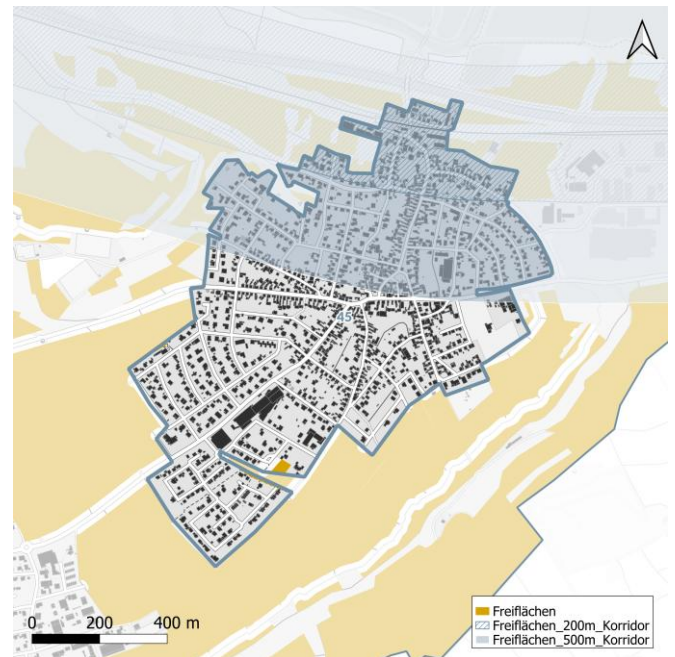 45
0 200 400 m
Freiflächen
Freiflächen_200m_Korridor
Freiflächen_500m_Korridor